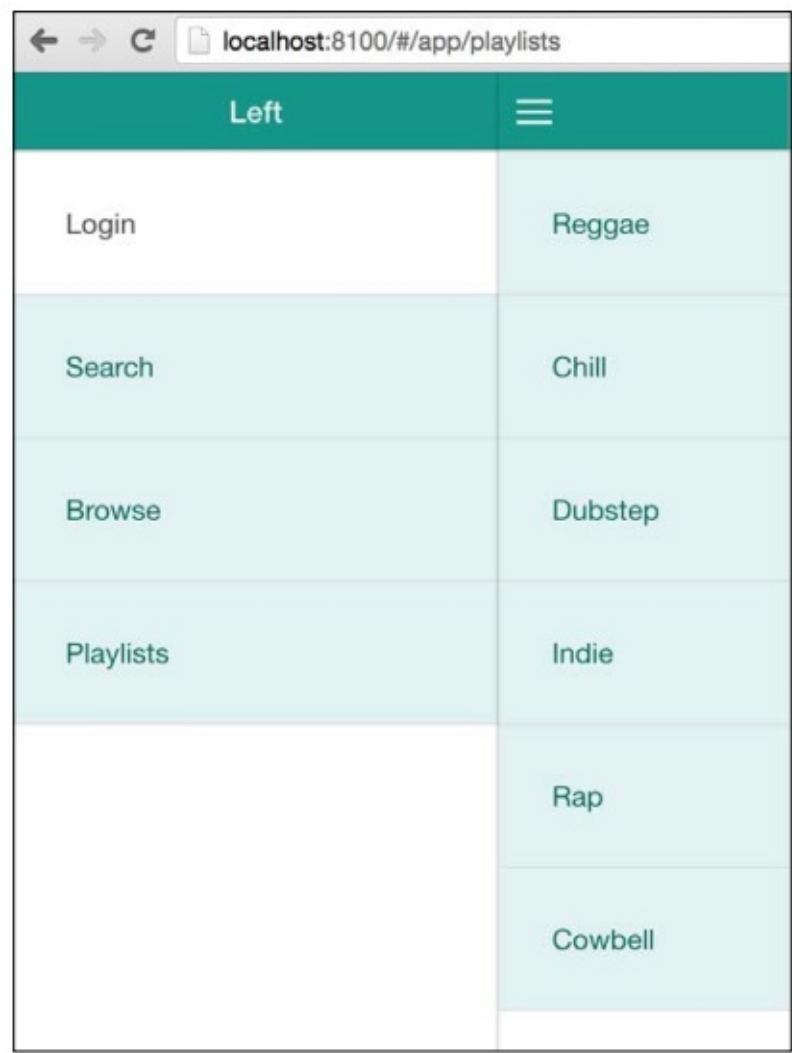 localhost:8100/#/app/playlists
Left
Login
Search
Browse
Playlists
Reggae
Chill
Dubstep
Indie
Rap
Cowbell